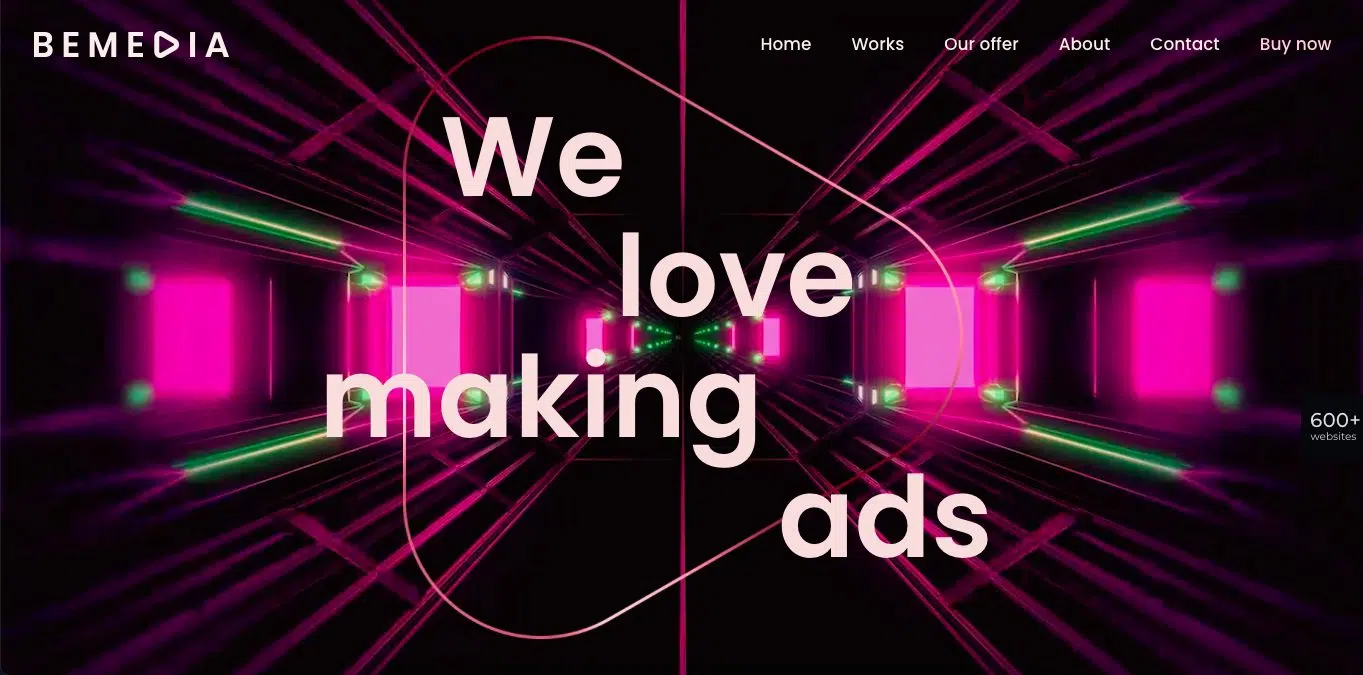 BEMEDIA
Home Works Our offer About Contact Buy now
We
love
making
ads
600+
websites